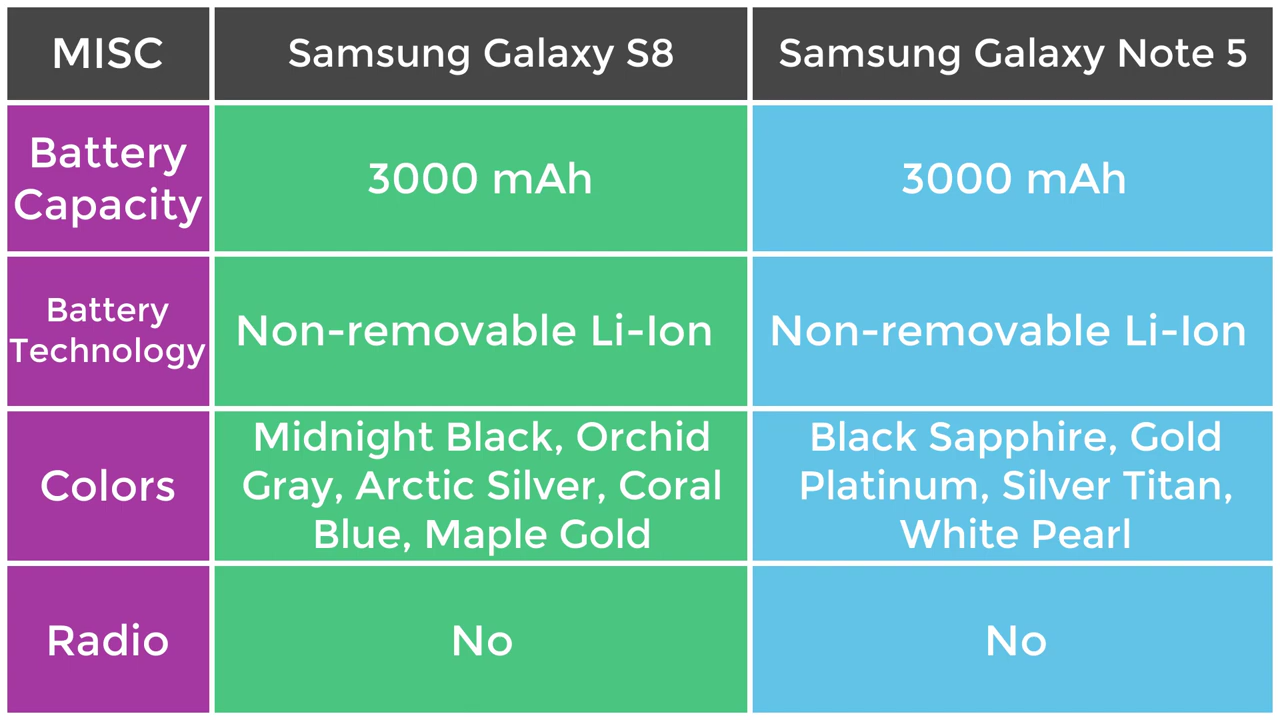 MISC
Samsung Galaxy S8
Samsung Galaxy Note 5
Battery
Capacity
3000 mAh
3000 mAh
Battery
Technology
Non-removable Li-Ion
Non-removable Li-Ion
Colors
Midnight Black, Orchid
Gray, Arctic Silver, Coral
Blue, Maple Gold
Black Sapphire, Gold
Platinum, Silver Titan,
White Pearl
Radio
No
No